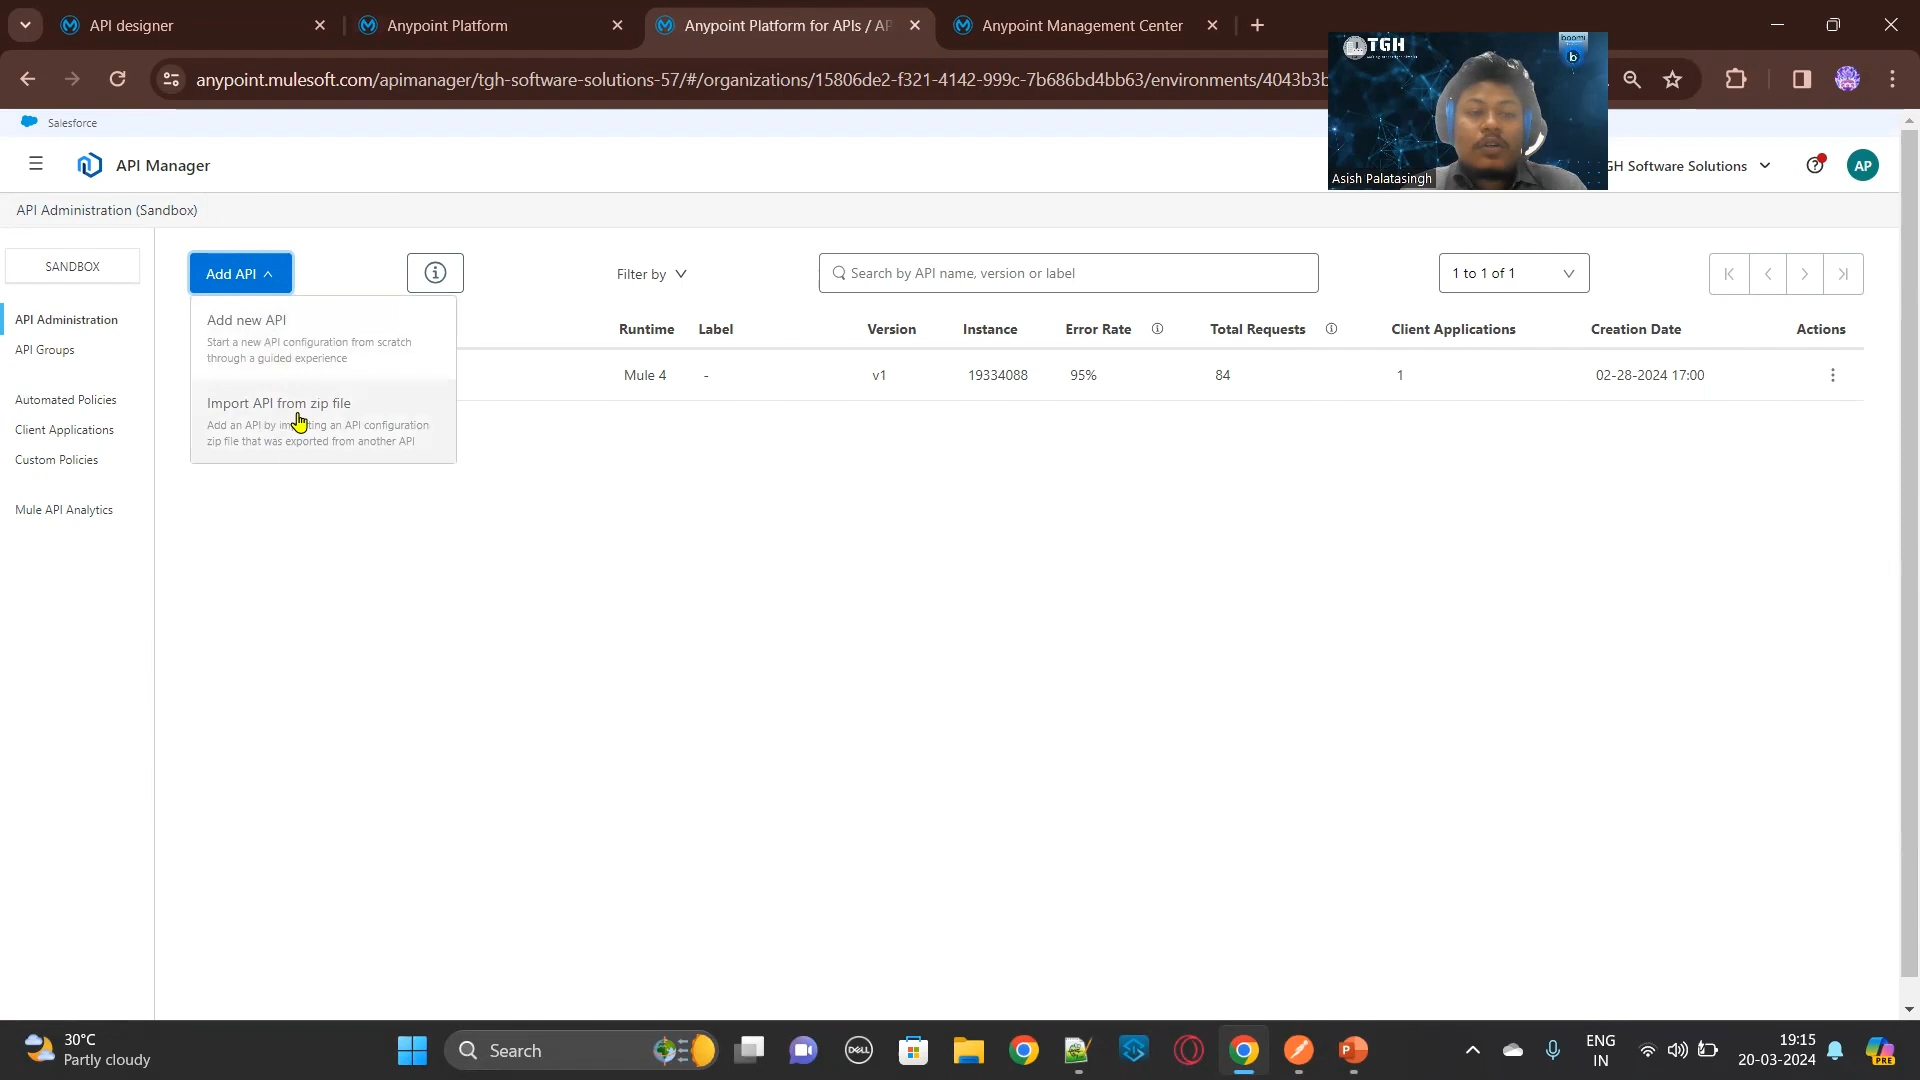 API designer
Anypoint Platform
Anypoint Platform for APIs / AP
Anypoint Management Center
anypoint.mulesoft.com/apimanager/tgh-software-solutions-57/#/organizations/15806de2-f321-4142-999c-7b686bd4bb63/environments/4043b3b
TGH
boomi
b
Asish Palatasingh
Salesforce
API Manager
GH Software Solutions
AP
API Administration (Sandbox)
SANDBOX
API Administration
API Groups
Automated Policies
Client Applications
Custom Policies
Mule API Analytics
Add API
Filter by
Search by API name, version or label
1 to 1 of 1
Add new API
Start a new API configuration from scratch
through a guided experience
Import API from zip file
Add an API by im ting an API configuration
zip file that was exported from another API
Runtime Label Version Instance Error Rate Total Requests Client Applications Creation Date Actions
Mule 4 - v1 19334088 95% 84 1 02-28-2024 17:00
30°C
Partly cloudy
Search
DELL
ENG
IN
19:15
20-03-2024
PRE